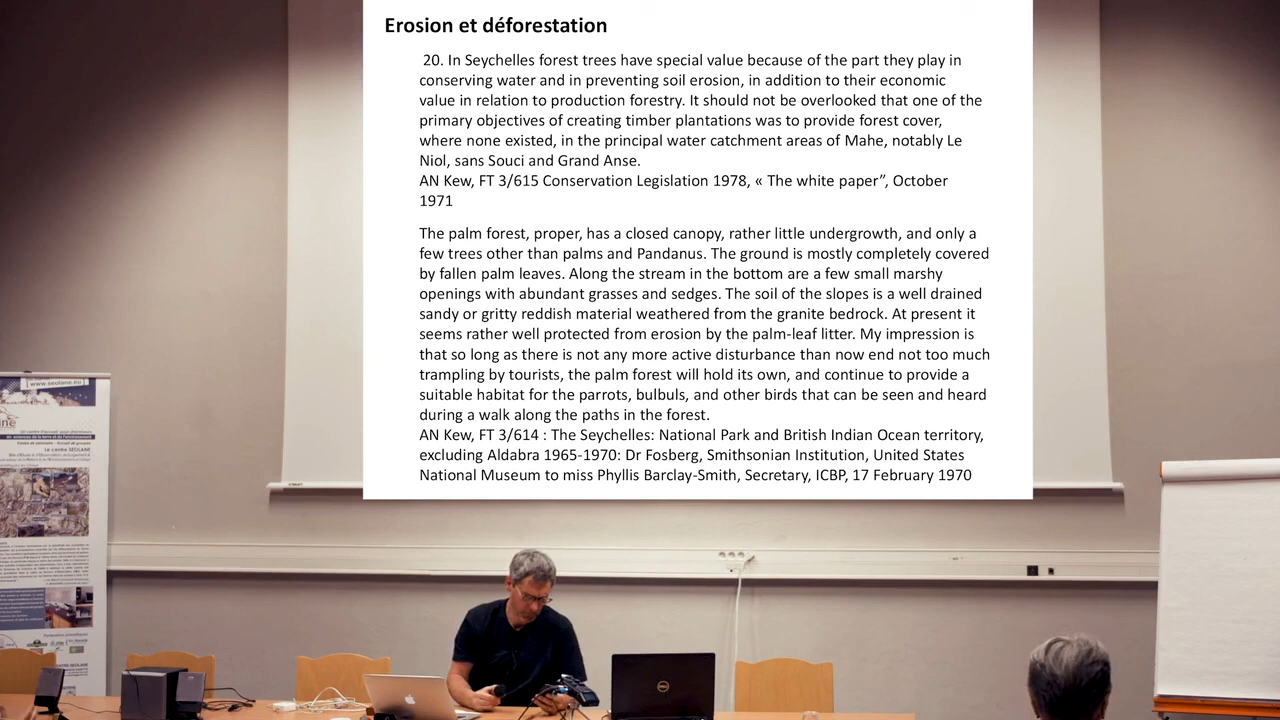 Erosion et déforestation
20. In Seychelles forest trees have special value because of the part they play in
conserving water and in preventing soil erosion, in addition to their economic
value in relation to production forestry. It should not be overlooked that one of the
primary objectives of creating timber plantations was to provide forest cover,
where none existed, in the principal water catchment areas of Mahe, notably Le
Niol, sans Souci and Grand Anse.
AN Kew, FT 3/615 Conservation Legislation 1978, « The white paper”, October
1971
The palm forest, proper, has a closed canopy, rather little undergrowth, and only a
few trees other than palms and Pandanus. The ground is mostly completely covered
by fallen palm leaves. Along the stream in the bottom are a few small marshy
openings with abundant grasses and sedges. The soil of the slopes is a well drained
sandy or gritty reddish material weathered from the granite bedrock. At present it
seems rather well protected from erosion by the palm-leaf litter. My impression is
that so long as there is not any more active disturbance than now end not too much
trampling by tourists, the palm forest will hold its own, and continue to provide a
suitable habitat for the parrots, bulbuls, and other birds that can be seen and heard
during a walk along the paths in the forest.
AN Kew, FT 3/614 : The Seychelles: National Park and British Indian Ocean territory,
excluding Aldabra 1965-1970: Dr Fosberg, Smithsonian Institution, United States
National Museum to miss Phyllis Barclay-Smith, Secretary, ICBP, 17 February 1970
www.seolane.eu
Le centre SEOLANE
DELL